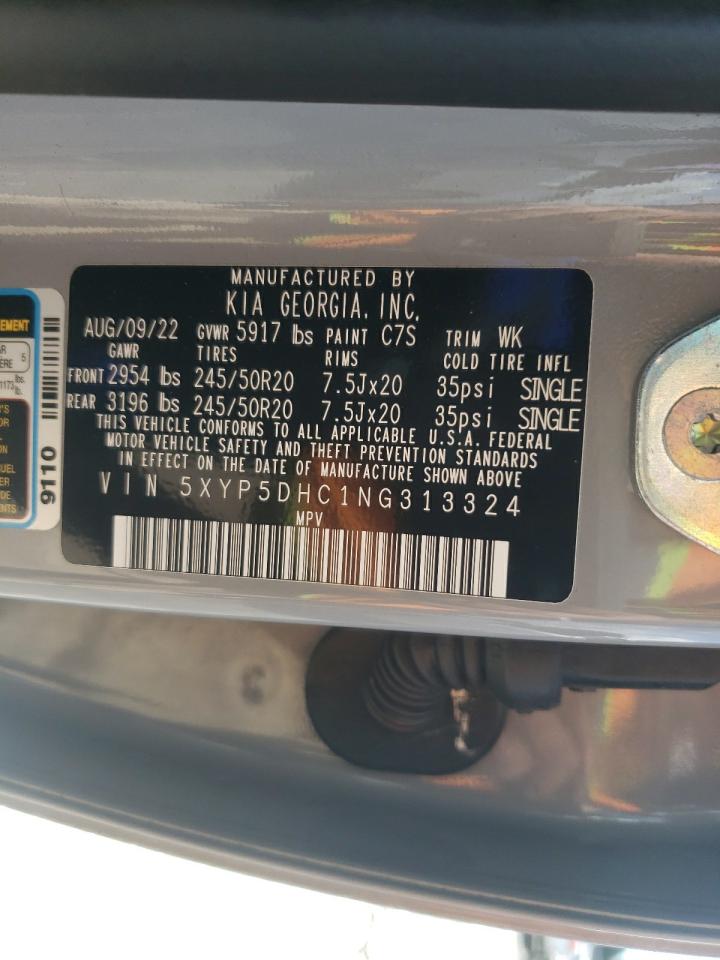 MANUFACTURED BY
KIA GEORGIA, INC.
AUG/09/22 GVWR 5917 lbs PAINT C7S TRIM WK
GAWR TIRES RIMS COLD TIRE INFL
FRONT 2954 lbs 245/50R20 7.5Jx20 35psi SINGLE
REAR 3196 lbs 245/50R20 7.5Jx20 35psi SINGLE
THIS VEHICLE CONFORMS TO ALL APPLICABLE U.S.A. FEDERAL
MOTOR VEHICLE SAFETY AND THEFT PREVENTION STANDARDS
IN EFFECT ON THE DATE OF MANUFACTURE SHOWN ABOVE
VIN 5XYP5DHC1NG313324
MPV
9110
5